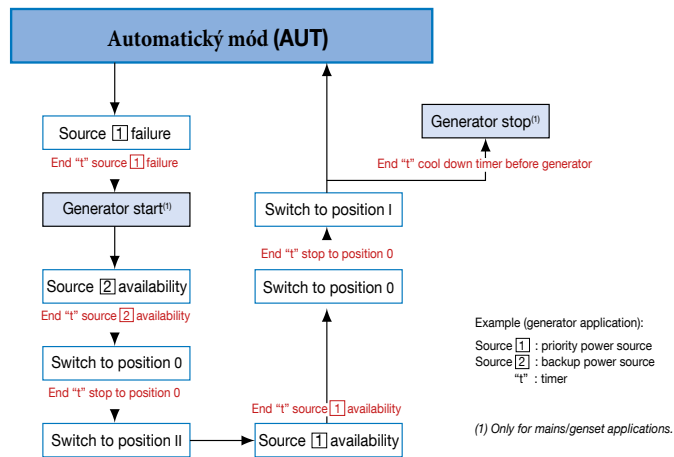 Automatický mód (AUT)
Source 1 failure
End “t” source 1 failure
Generator start(1)
Source 2 availability
End “t” source 2 availability
Switch to position 0
End “t” stop to position 0
Switch to position II
Source 1 availability
End “t” source 1 availability
Switch to position 0
End “t” stop to position 0
Switch to position I
End “t” cool down timer before generator
Generator stop(1)
Example (generator application):
Source 1 : priority power source
Source 2 : backup power source
“t” : timer
(1) Only for mains/genset applications.